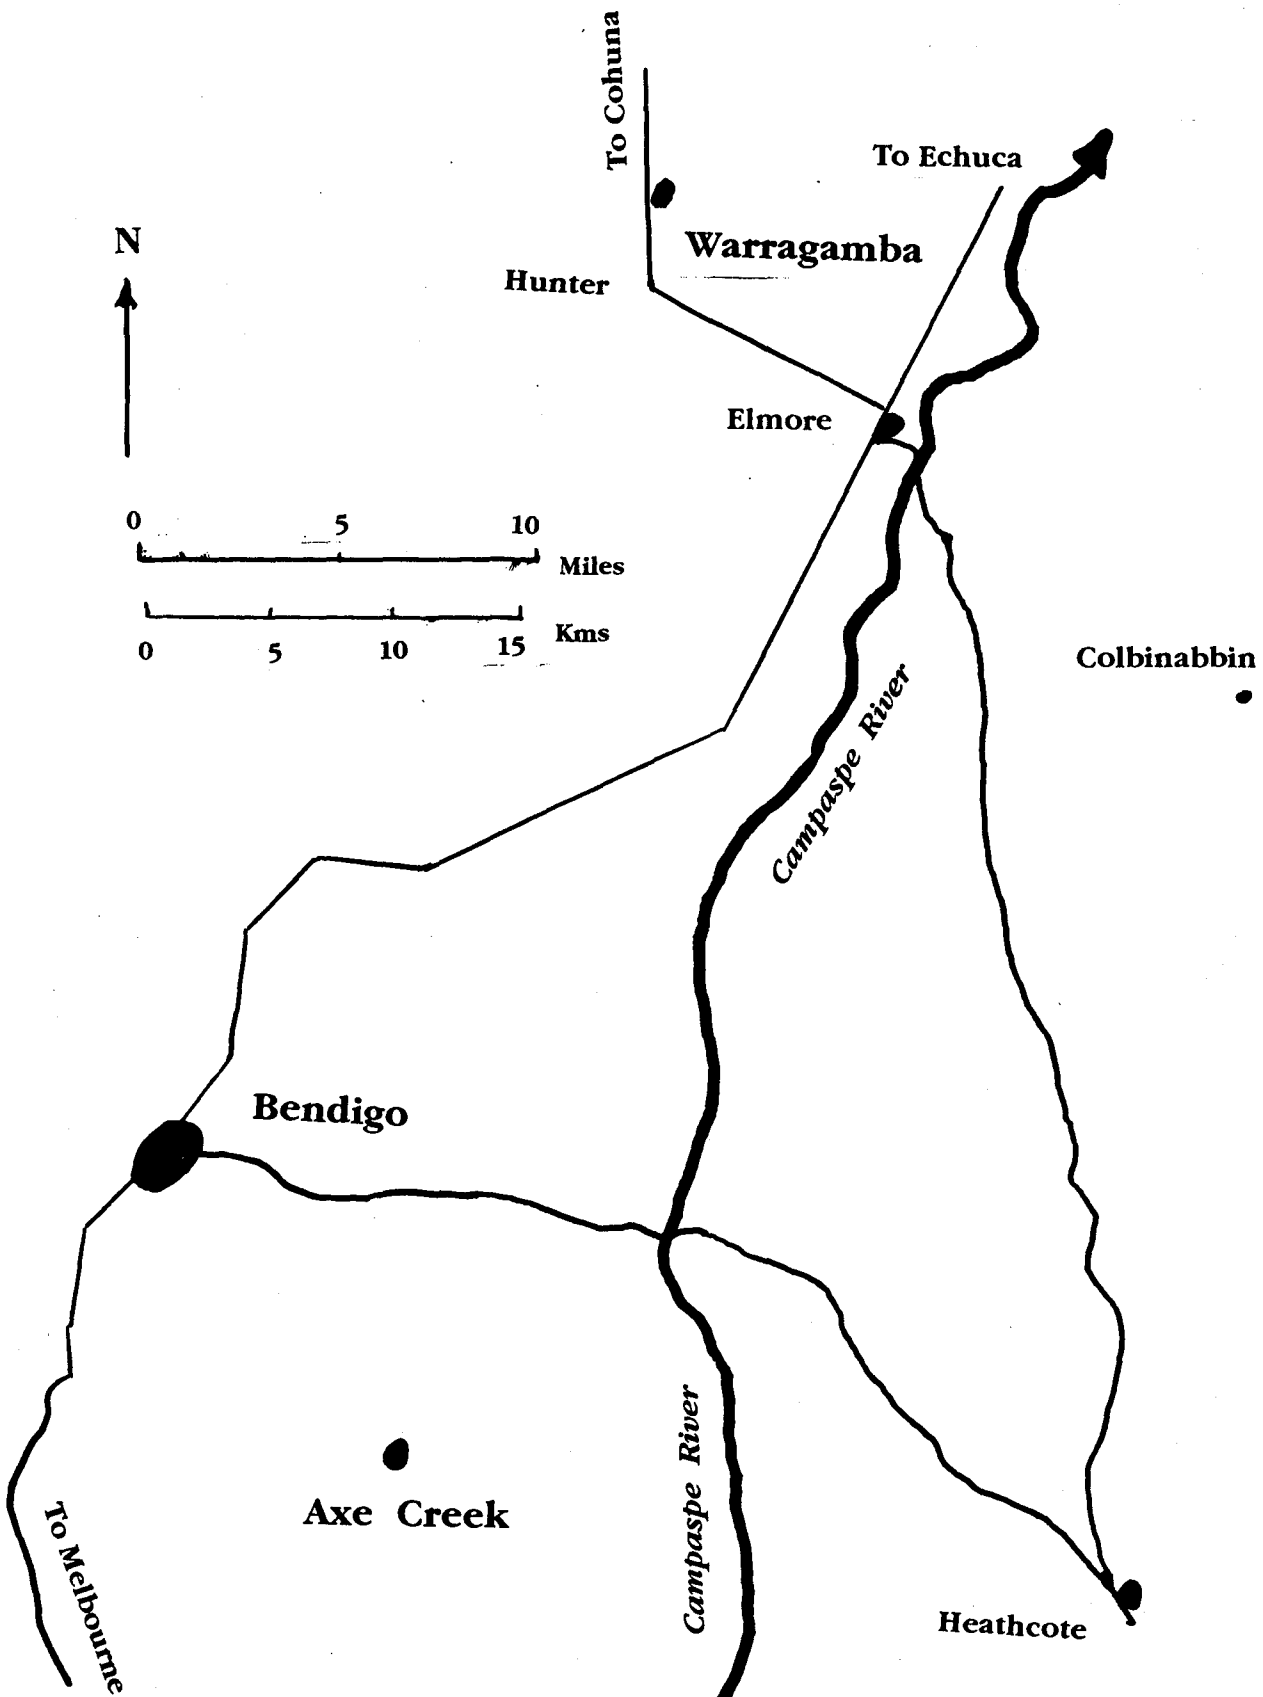 To Cohuna
To Echuca
N
Warragamba
Hunter
Elmore
0 5 10
Miles
Kms
0 5 10 15
Colbinabbin
Campaspe River
Bendigo
Axe Creek
Campaspe River
To Melbourne
Heathcote